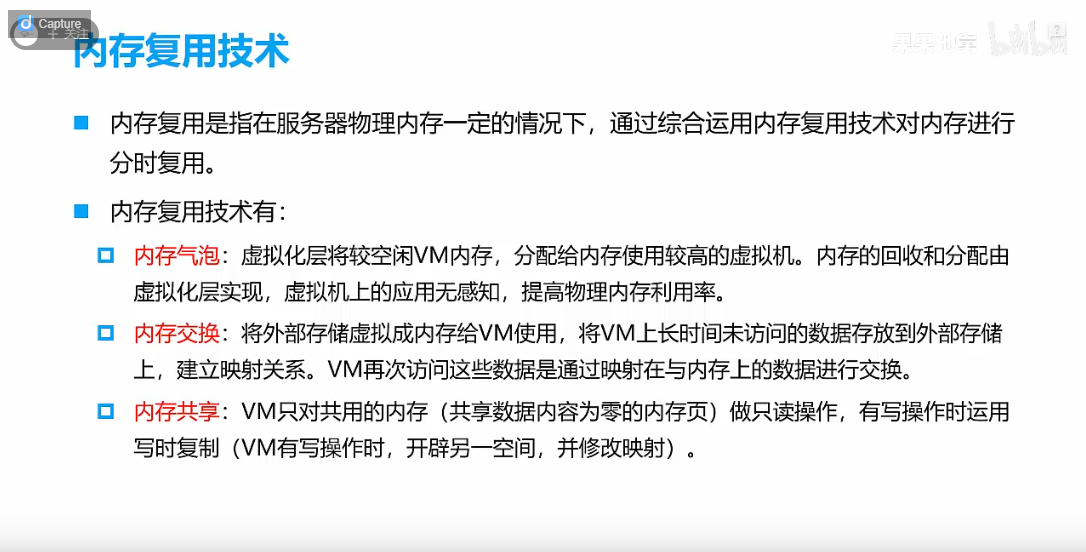 Capture
+ 关注
内存复用技术
内存复用是指在服务器物理内存一定的情况下，通过综合运用内存复用技术对内存进行
分时复用。
内存复用技术有：
内存气泡：虚拟化层将较空闲VM内存，分配给内存使用较高的虚拟机。内存的回收和分配由
虚拟化层实现，虚拟机上的应用无感知，提高物理内存利用率。
内存交换：将外部存储虚拟成内存给VM使用，将VM上长时间未访问的数据存放到外部存储
上，建立映射关系。VM再次访问这些数据是通过映射在与内存上的数据进行交换。
内存共享：VM只对共用的内存（共享数据内容为零的内存页）做只读操作，有写操作时运用
写时复制（VM有写操作时，开辟另一空间，并修改映射）。